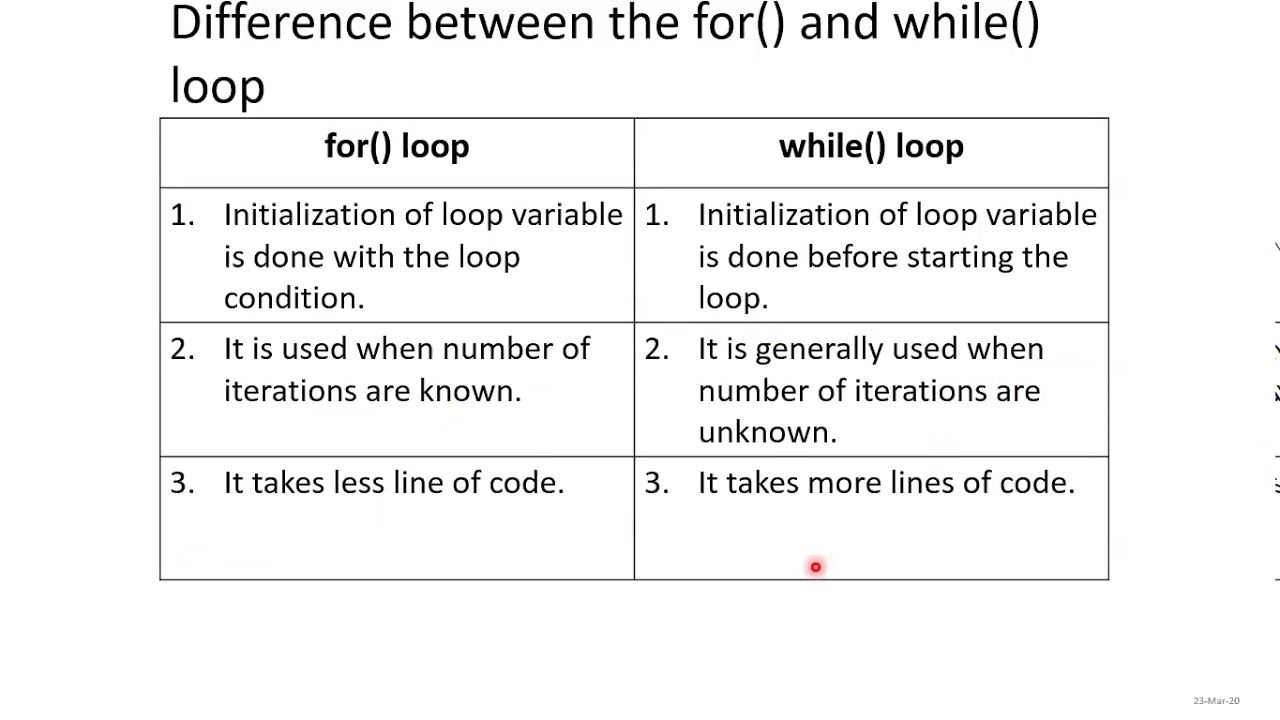 Difference between the for() and while()
loop
for() loop
while() loop
1. Initialization of loop variable
is done with the loop
condition.
1. Initialization of loop variable
is done before starting the
loop.
2. It is used when number of
iterations are known.
2. It is generally used when
number of iterations are
unknown.
3. It takes less line of code.
3. It takes more lines of code.
23-Mar-20